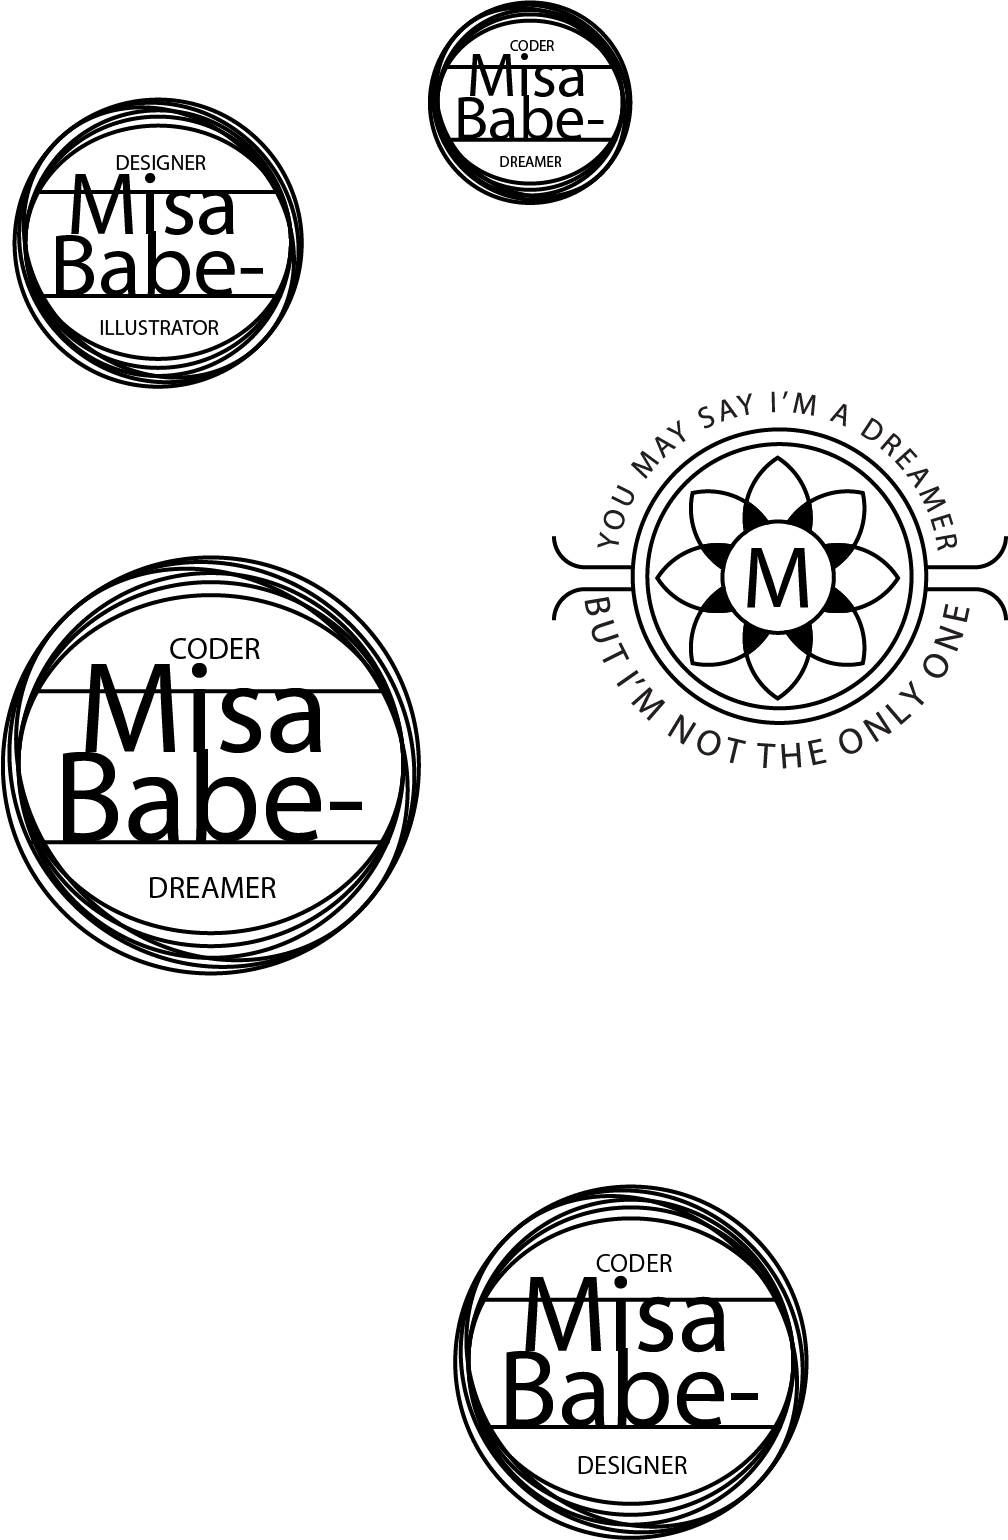 CODER
Misa
Babe-
DREAMER
DESIGNER
Misa
Babe-
ILLUSTRATOR
YOU MAY SAY I'M A DREAMER
M
BUT I'M NOT THE ONLY ONE
CODER
Misa
Babe-
DREAMER
CODER
Misa
Babe-
DESIGNER